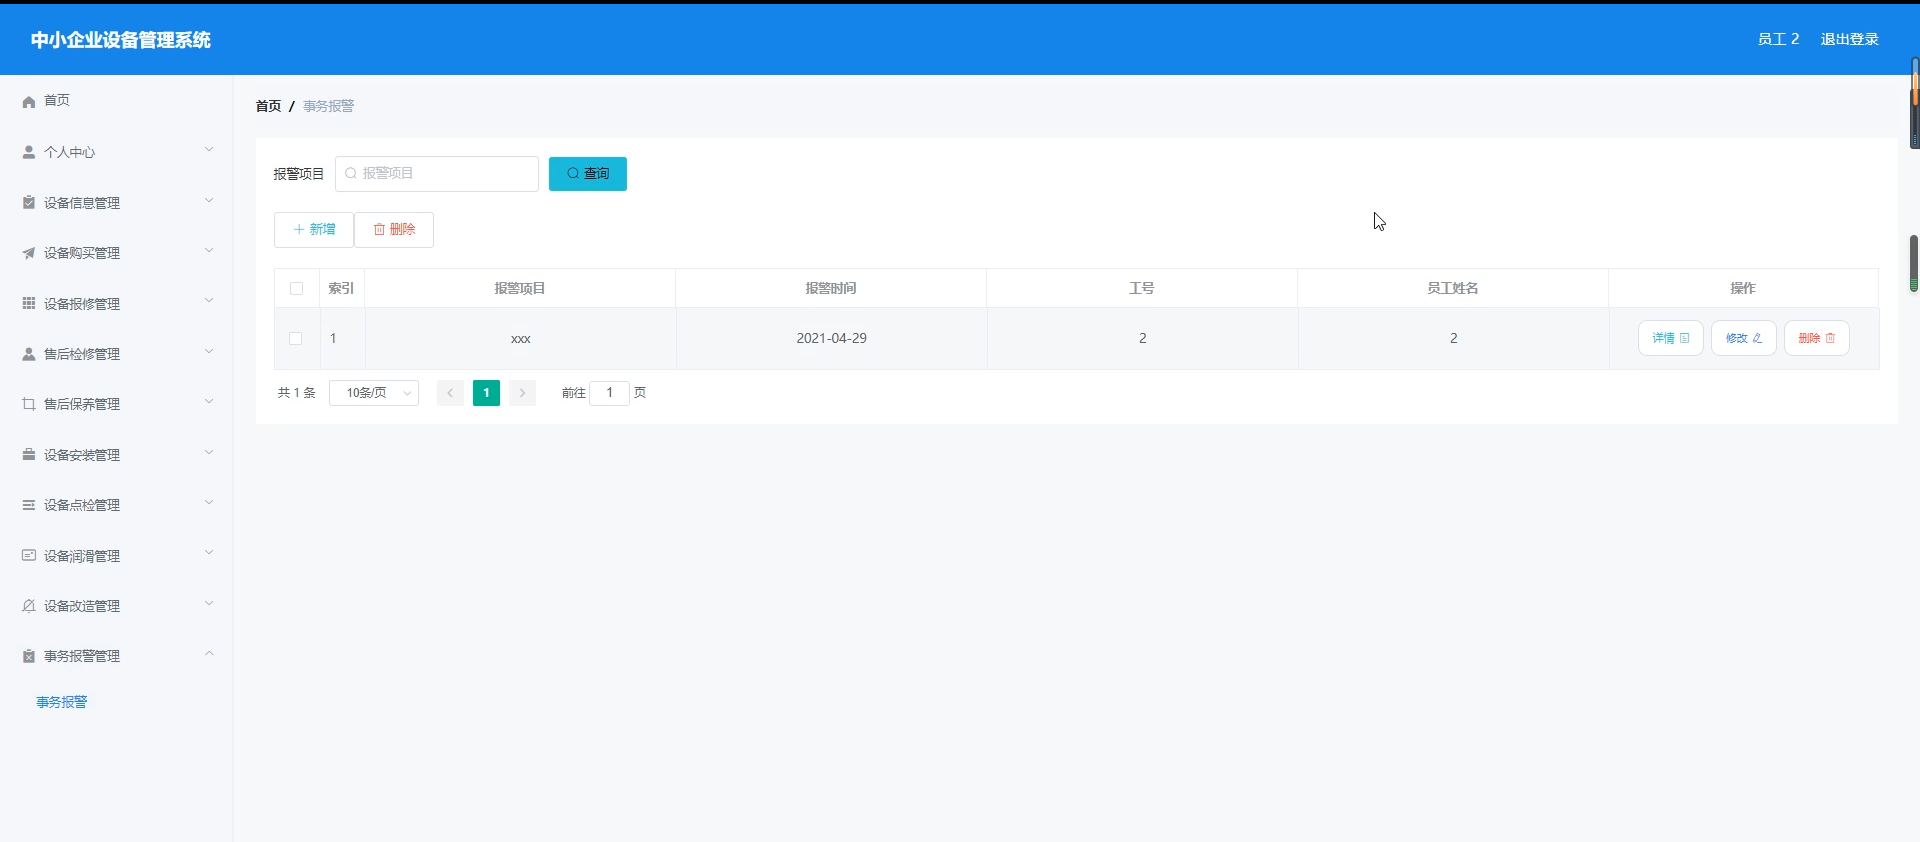 中小企业设备管理系统
员工 2 退出登录
首页
个人中心
设备信息管理
设备购买管理
设备报修管理
售后检修管理
售后保养管理
设备安装管理
设备点检管理
设备润滑管理
设备改造管理
事务报警管理
事务报警
首页 / 事务报警
报警项目 报警项目 查询
新增 删除
索引 报警项目 报警时间 工号 员工姓名 操作
1 xxx 2021-04-29 2 2 详情 修改 删除
共 1 条 10条/页 1 前往 1 页